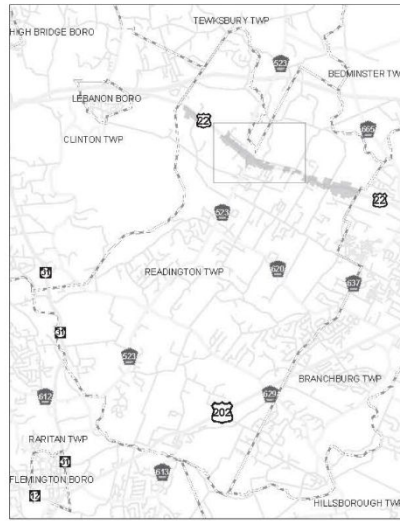 TEWKSBURY TWP
HIGH BRIDGE BORO
523
BEDMINSTER TW
LEBANON BORO
22
665
CLINTON TWP
22
523
READINGTON TWP
620
31
637
31
523
BRANCHBURG TWP
612
629
202
RARITAN TWP
31
613
FLEMINGTON BORO
12
HILLSBOROUGH TW